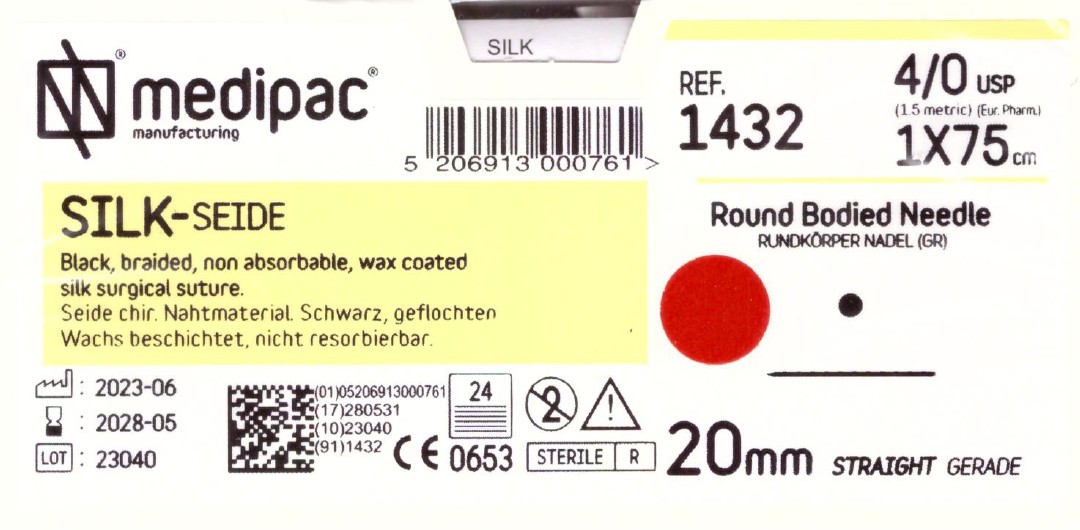 SILK
medipac®
manufacturing
5 206913 000761 >
REF.
1432
4/0 USP
(1.5 metric) (Eur. Pharm.)
1X75cm
SILK-SEIDE
Black, braided, non absorbable, wax coated
silk surgical suture.
Seide chir. Nahtmaterial. Schwarz, geflochten
Wachs beschichtet, nicht resorbierbar.
Round Bodied Needle
RUNDKÖRPER NADEL (GR)
: 2023-06
: 2028-05
LOT : 23040
(01)05206913000761
(17)280531
(10)23040
(91)1432
24
2
CE 0653
STERILE R
20mm STRAIGHT GERADE